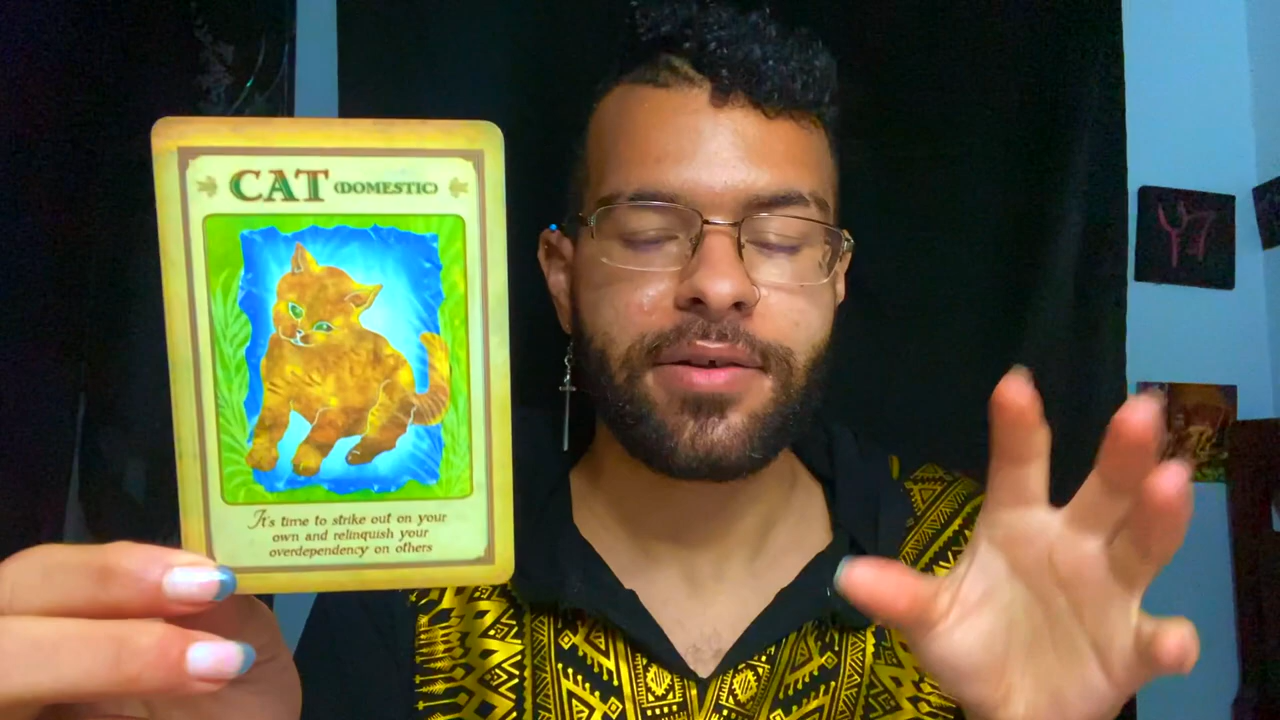 CAT (DOMESTIC)
It's time to strike out on your
own and relinquish your
overdependency on others